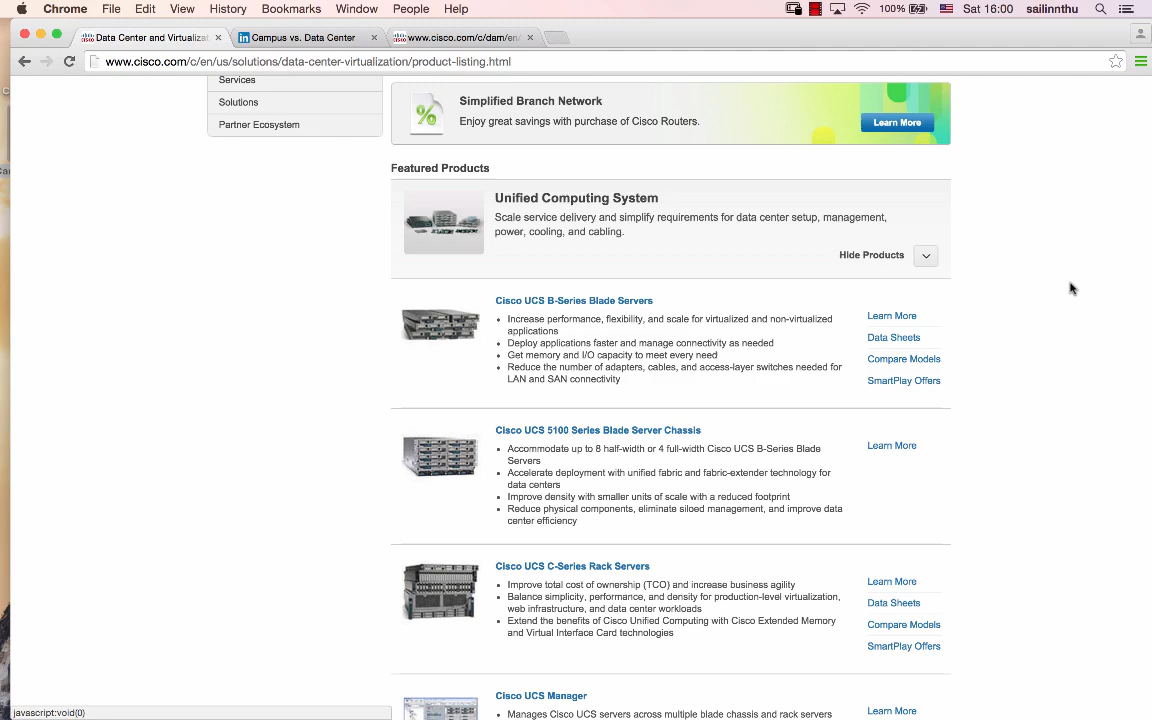 Chrome File Edit View History Bookmarks Window People Help 100% Sat 16:00 sailinnthu
Data Center and Virtualizat
Campus vs. Data Center
www.cisco.com/c/dam/en/
www.cisco.com/c/en/us/solutions/data-center-virtualization/product-listing.html
Services
Solutions
Partner Ecosystem
%
Simplified Branch Network
Enjoy great savings with purchase of Cisco Routers.
Learn More
Featured Products
Unified Computing System
Scale service delivery and simplify requirements for data center setup, management,
power, cooling, and cabling.
Hide Products
Cisco UCS B-Series Blade Servers
• Increase performance, flexibility, and scale for virtualized and non-virtualized
applications
• Deploy applications faster and manage connectivity as needed
• Get memory and I/O capacity to meet every need
• Reduce the number of adapters, cables, and access-layer switches needed for
LAN and SAN connectivity
Learn More
Data Sheets
Compare Models
SmartPlay Offers
Cisco UCS 5100 Series Blade Server Chassis
• Accommodate up to 8 half-width or 4 full-width Cisco UCS B-Series Blade
Servers
• Accelerate deployment with unified fabric and fabric-extender technology for
data centers
• Improve density with smaller units of scale with a reduced footprint
• Reduce physical components, eliminate siloed management, and improve data
center efficiency
Learn More
Cisco UCS C-Series Rack Servers
• Improve total cost of ownership (TCO) and increase business agility
• Balance simplicity, performance, and density for production-level virtualization,
web infrastructure, and data center workloads
• Extend the benefits of Cisco Unified Computing with Cisco Extended Memory
and Virtual Interface Card technologies
Learn More
Data Sheets
Compare Models
SmartPlay Offers
Cisco UCS Manager
• Manages Cisco UCS servers across multiple blade chassis and rack servers
Learn More
javascript:void(0)